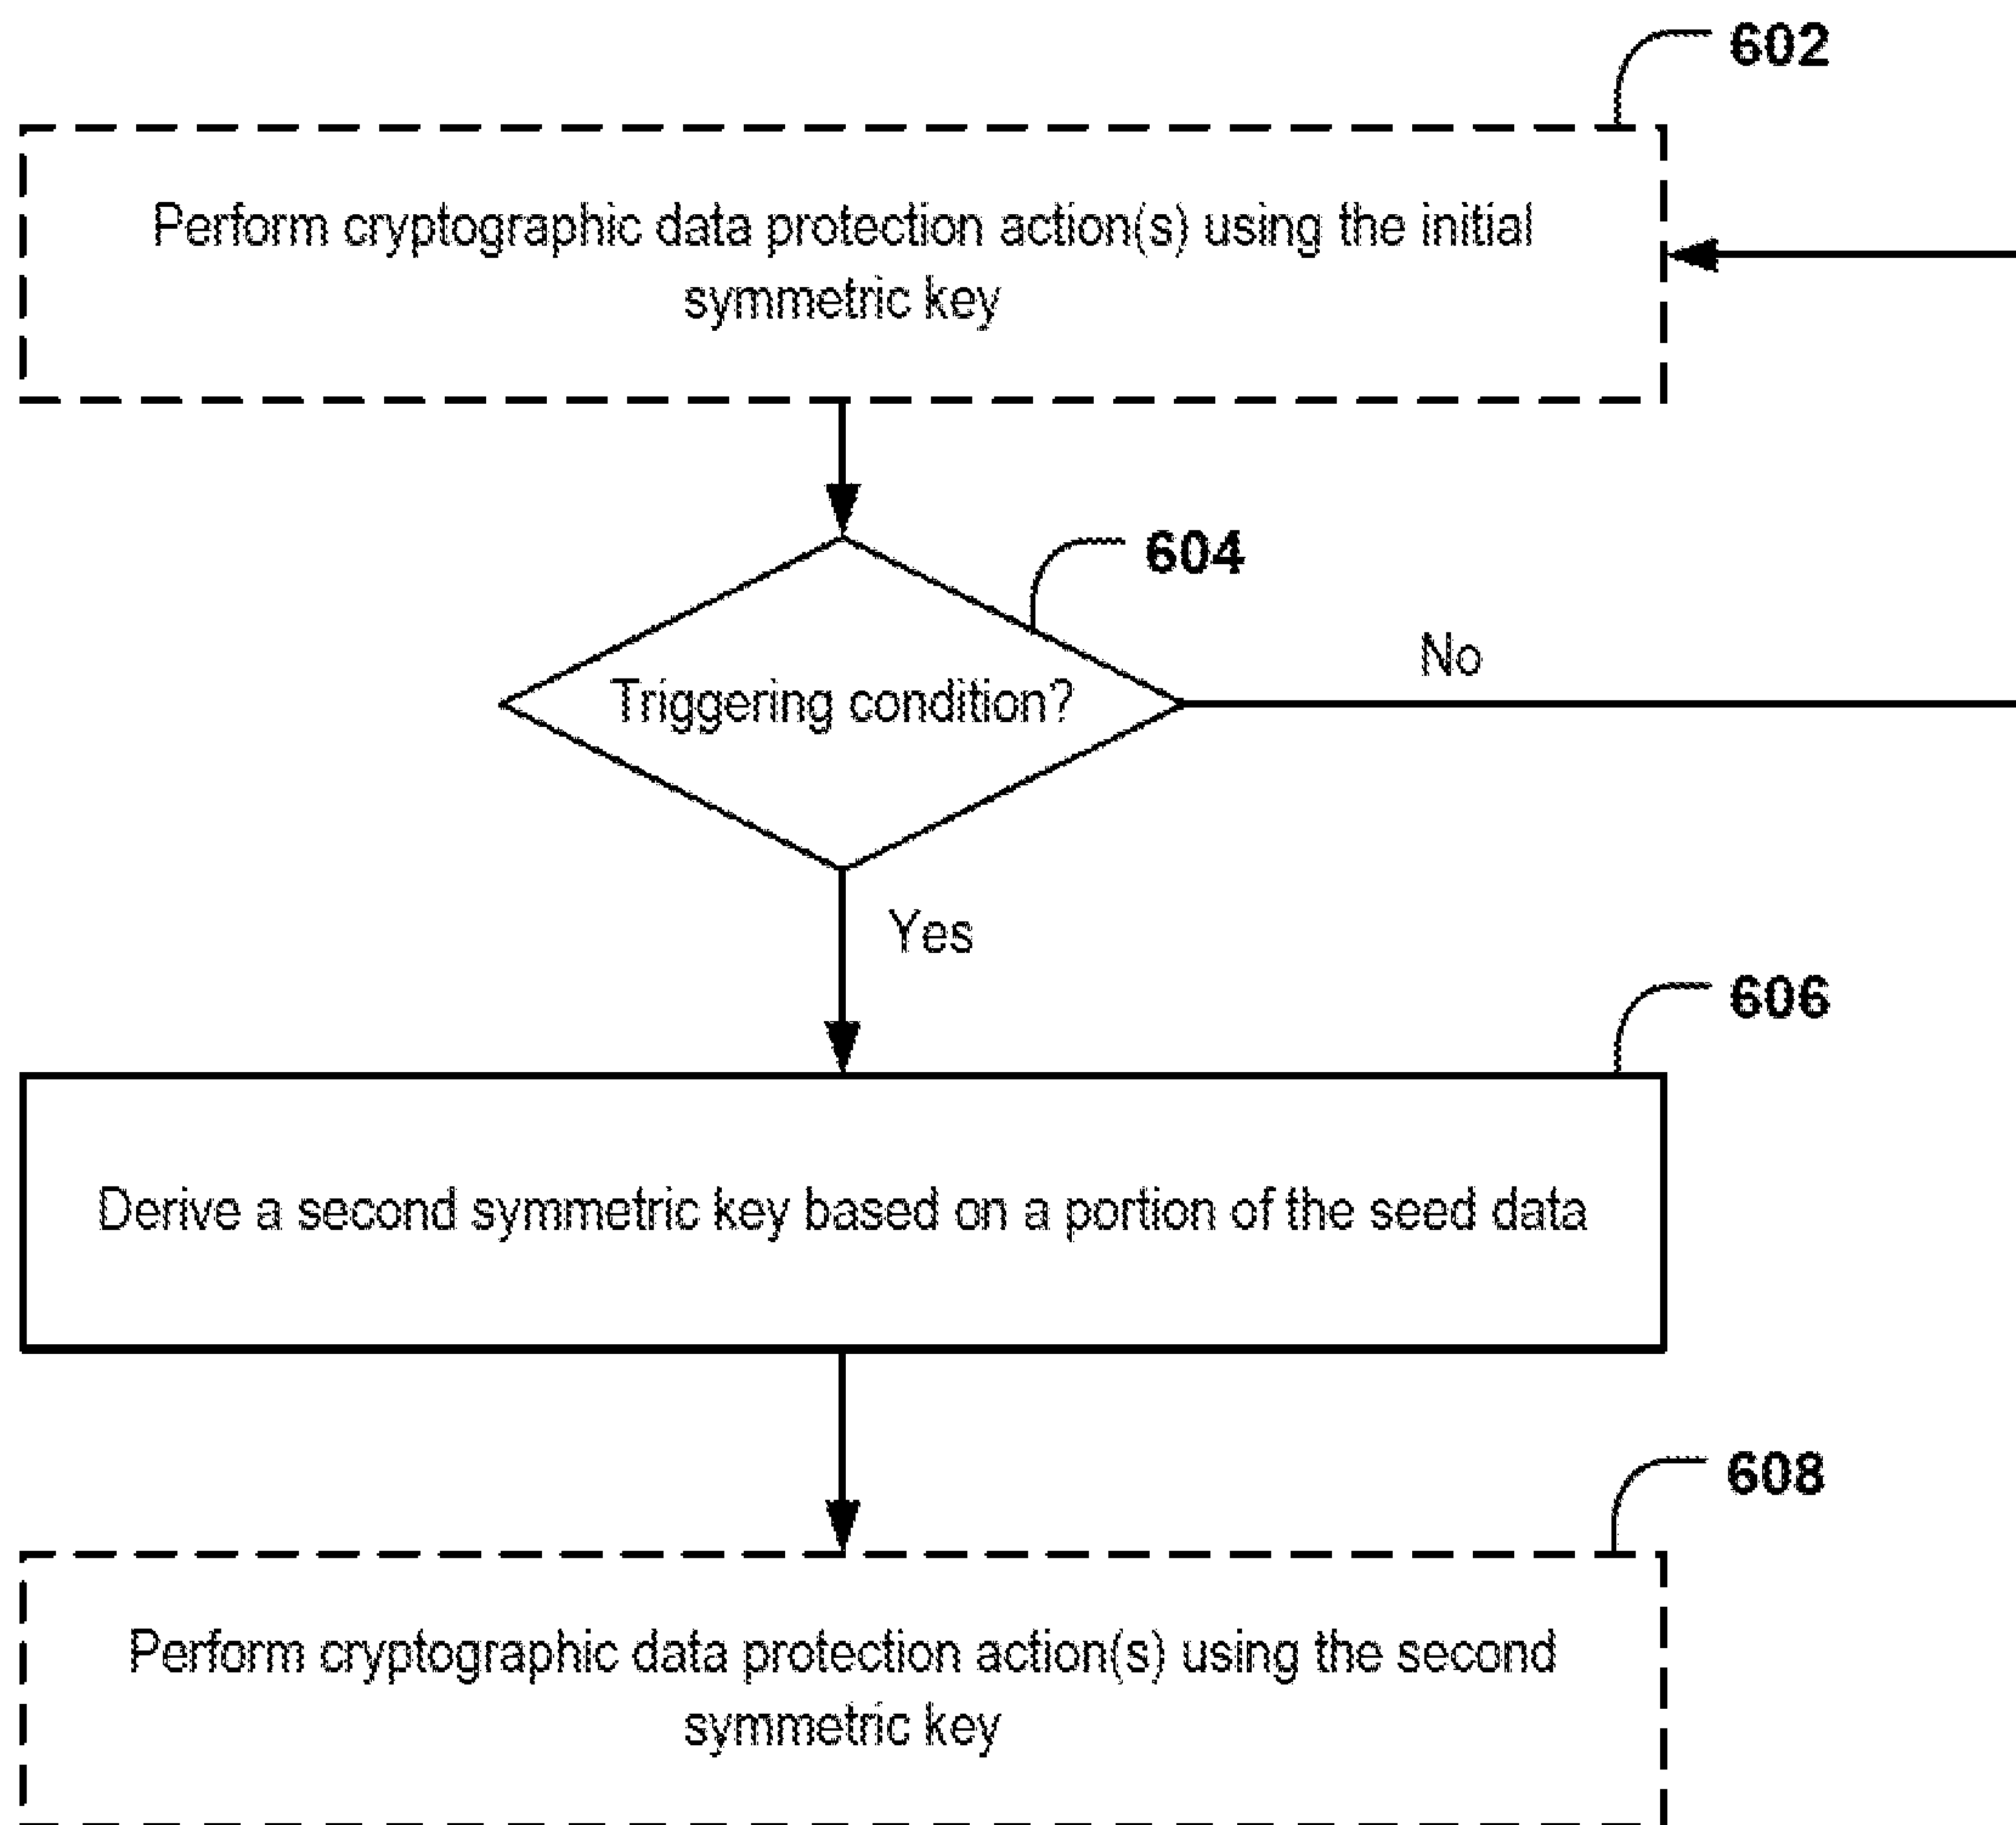 602
Perform cryptographic data protection action(s) using the initial
symmetric key
604
Triggering condition?
No
Yes
606
Derive a second symmetric key based on a portion of the seed data
608
Perform cryptographic data protection action(s) using the second
symmetric key